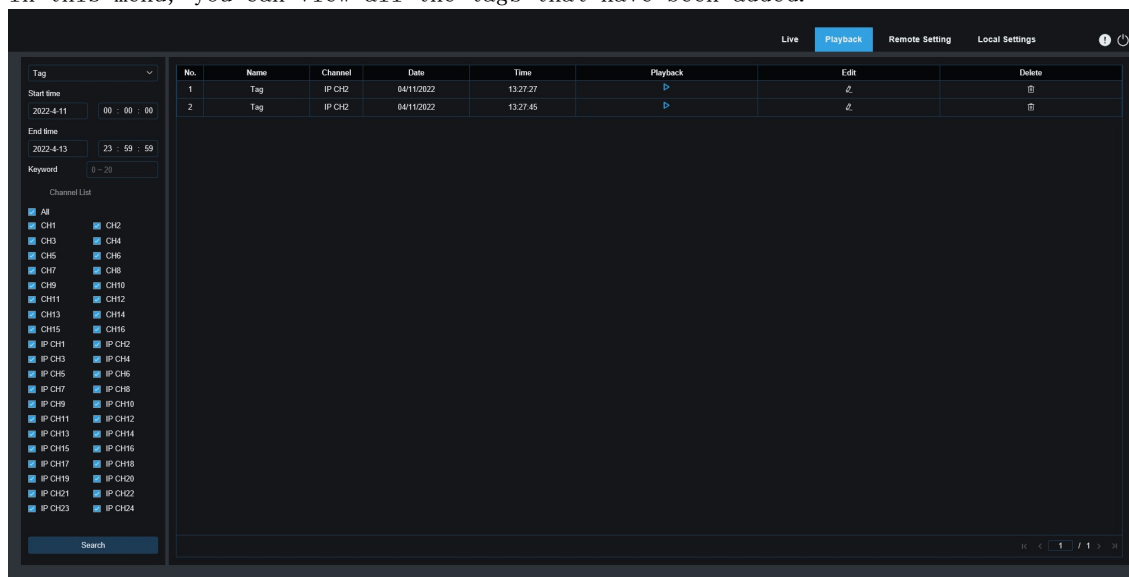 In this menu, you can view all the tags that have been added.
Live Playback Remote Setting Local Settings
Tag
Start time
2022-4-11 00 : 00 : 00
End time
2022-4-13 23 : 59 : 59
Keyword 0 ~ 20
Channel List
All
CH1 CH2
CH3 CH4
CH5 CH6
CH7 CH8
CH9 CH10
CH11 CH12
CH13 CH14
CH15 CH16
IP CH1 IP CH2
IP CH3 IP CH4
IP CH5 IP CH6
IP CH7 IP CH8
IP CH9 IP CH10
IP CH11 IP CH12
IP CH13 IP CH14
IP CH15 IP CH16
IP CH17 IP CH18
IP CH19 IP CH20
IP CH21 IP CH22
IP CH23 IP CH24
Search
No. Name Channel Date Time Playback Edit Delete
1 Tag IP CH2 04/11/2022 13:27:27
2 Tag IP CH2 04/11/2022 13:27:45
1 / 1